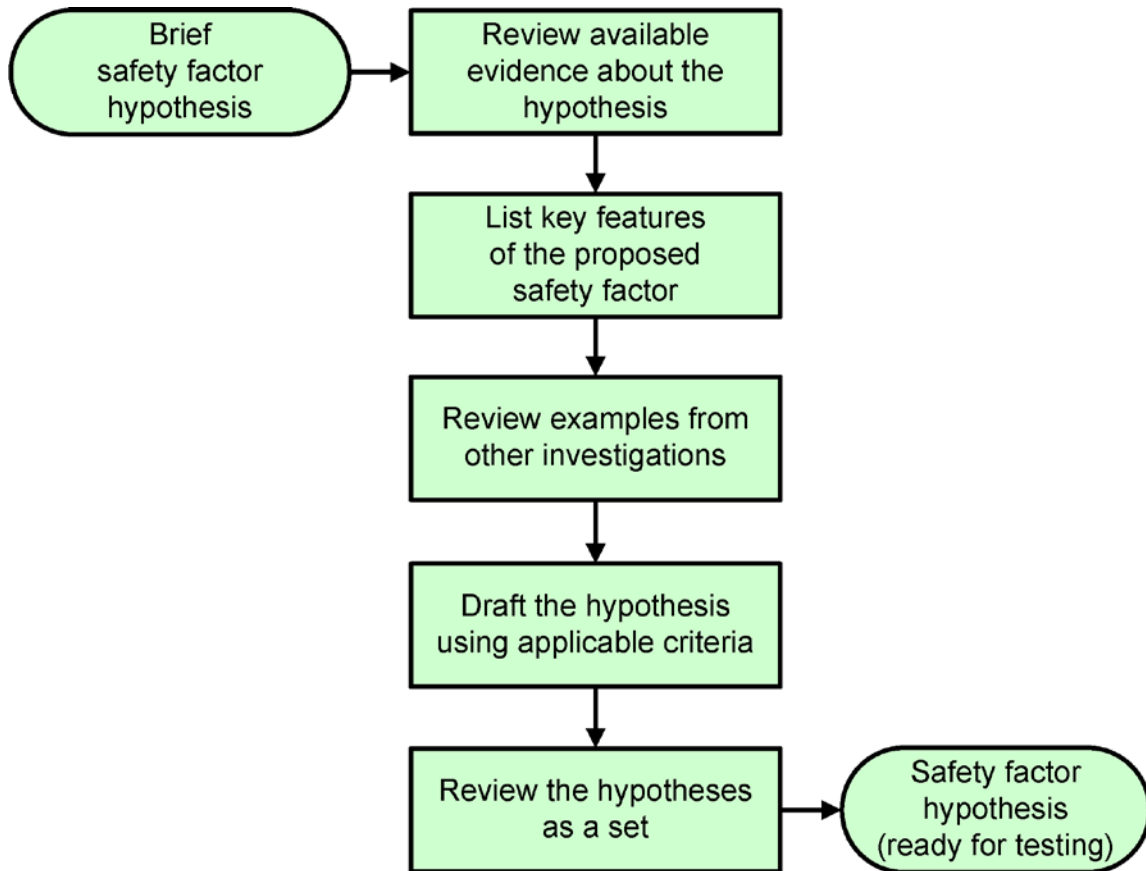 Brief
safety factor
hypothesis
Review available
evidence about the
hypothesis
List key features
of the proposed
safety factor
Review examples from
other investigations
Draft the hypothesis
using applicable criteria
Review the hypotheses
as a set
Safety factor
hypothesis
(ready for testing)